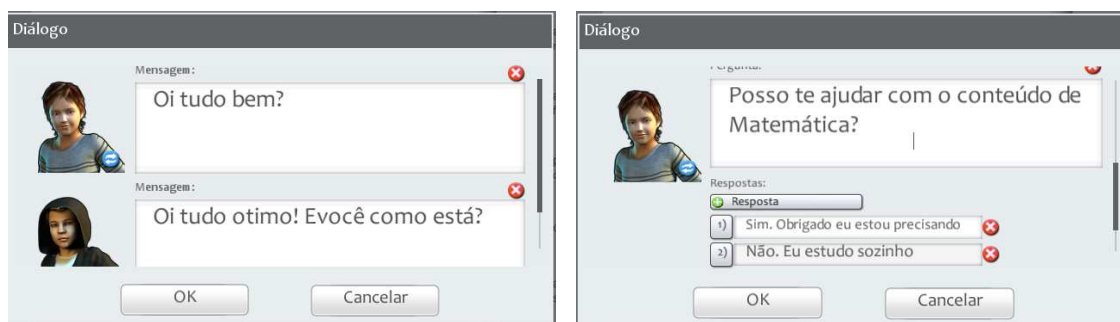 Diálogo
Mensagem:
Oi tudo bem?
Mensagem:
Oi tudo otimo! Evocê como está?
OK
Cancelar
Diálogo
Pergunta:
Posso te ajudar com o conteúdo de
Matemática?
Respostas:
Resposta
1) Sim. Obrigado eu estou precisando
2) Não. Eu estudo sozinho
OK
Cancelar